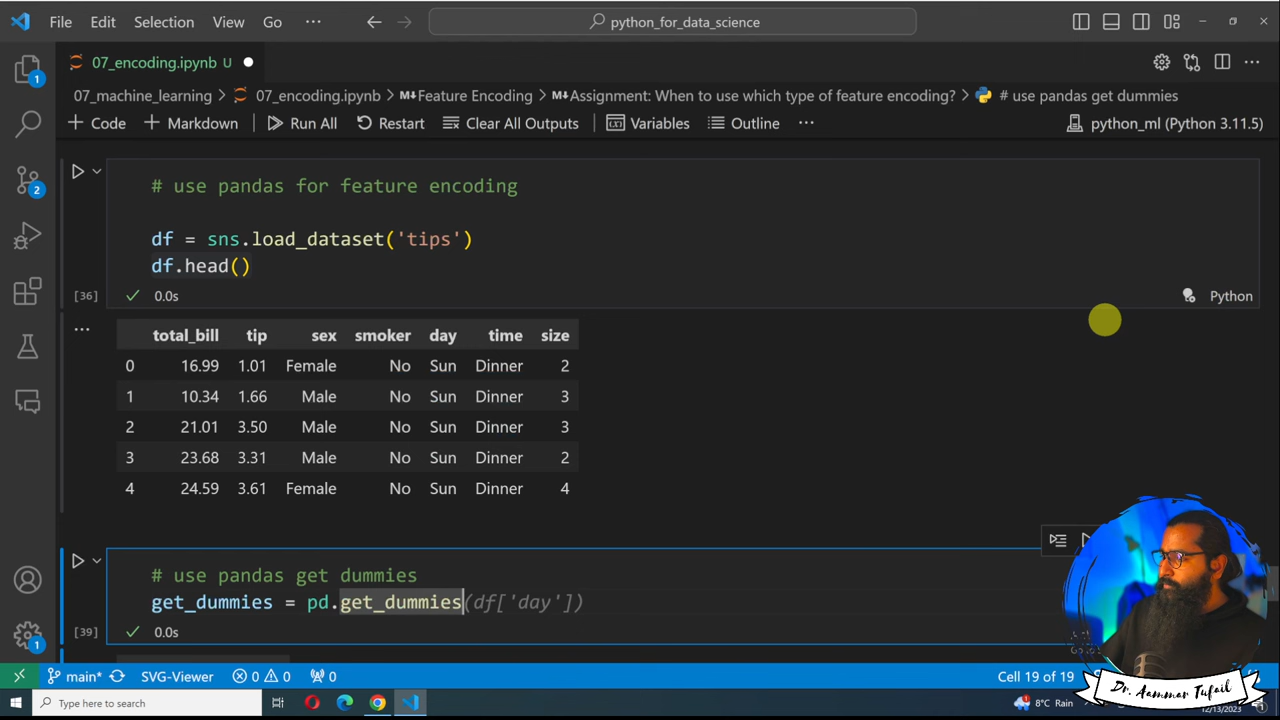 File Edit Selection View Go ··· python_for_data_science
07_encoding.ipynb U
07_machine_learning > 07_encoding.ipynb > Feature Encoding > Assignment: When to use which type of feature encoding? > # use pandas get dummies
+ Code + Markdown Run All Restart Clear All Outputs Variables Outline ··· python_ml (Python 3.11.5)
# use pandas for feature encoding
df = sns.load_dataset('tips')
df.head()
[36] 0.0s Python
total_bill tip sex smoker day time size
0 16.99 1.01 Female No Sun Dinner 2
1 10.34 1.66 Male No Sun Dinner 3
2 21.01 3.50 Male No Sun Dinner 3
3 23.68 3.31 Male No Sun Dinner 2
4 24.59 3.61 Female No Sun Dinner 4
# use pandas get dummies
get_dummies = pd.get_dummies(df['day'])
[39] 0.0s
main* SVG-Viewer 0 0 0 Cell 19 of 19
Dr. Aammar Tufail
Type here to search 8°C Rain 12/13/2023